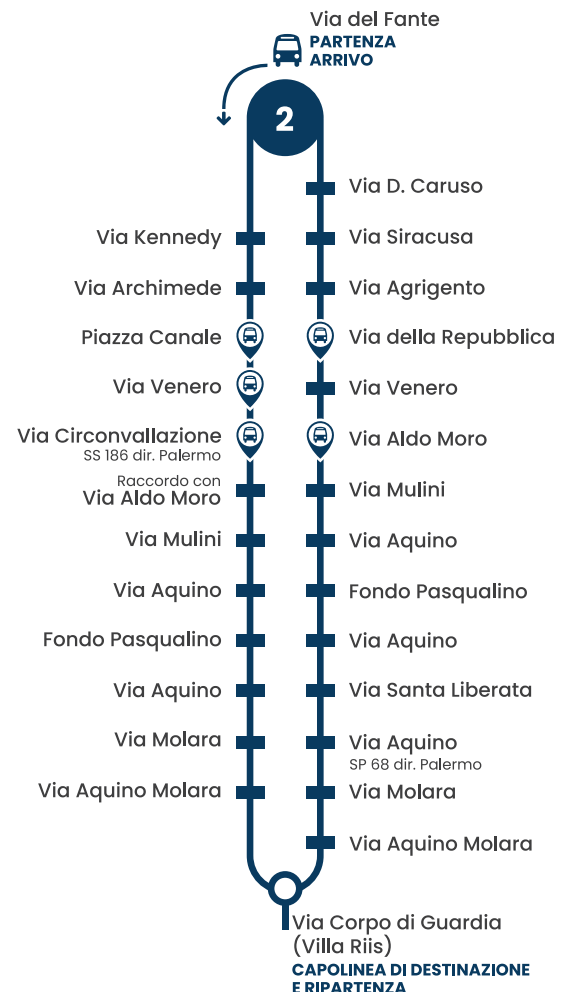 Via del Fante
PARTENZA
ARRIVO
2
Via Kennedy
Via Archimede
Piazza Canale
Via Venero
Via Circonvallazione
SS 186 dir. Palermo
Raccordo con
Via Aldo Moro
Via Mulini
Via Aquino
Fondo Pasqualino
Via Aquino
Via Molara
Via Aquino Molara
Via D. Caruso
Via Siracusa
Via Agrigento
Via della Repubblica
Via Venero
Via Aldo Moro
Via Mulini
Via Aquino
Fondo Pasqualino
Via Aquino
Via Santa Liberata
Via Aquino
SP 68 dir. Palermo
Via Molara
Via Aquino Molara
Via Corpo di Guardia
(Villa Riis)
CAPOLINEA DI DESTINAZIONE
E RIPARTENZA